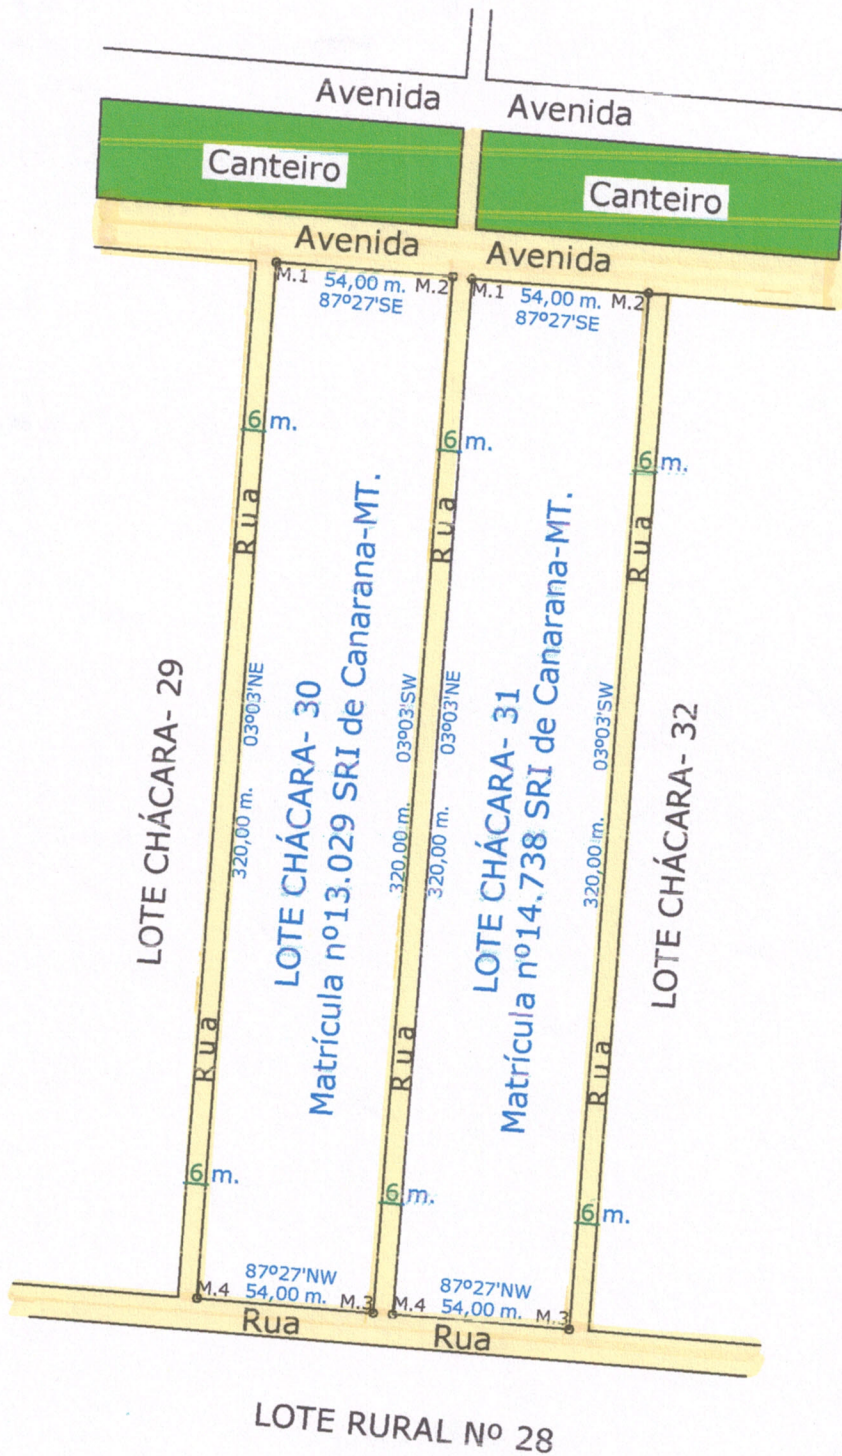 Avenida
Avenida
Canteiro
Canteiro
Avenida
Avenida
M.1 54,00 m. M.2
87º27'SE
M.1 54,00 m. M.2
87º27'SE
6 m.
6 m.
6 m.
Rua
Rua
Rua
LOTE CHÁCARA- 29
03º03'NE
320,00 m.
LOTE CHÁCARA- 30
Matrícula nº13.029 SRI de Canarana-MT.
03º03'SW
320,00 m.
03º03'NE
320,00 m.
LOTE CHÁCARA- 31
Matrícula nº14.738 SRI de Canarana-MT.
03º03'SW
320,00 m.
LOTE CHÁCARA- 32
Rua
Rua
Rua
6 m.
6 m.
6 m.
87º27'NW
M.4 54,00 m. M.3
87º27'NW
M.4 54,00 m. M.3
Rua
Rua
LOTE RURAL Nº 28